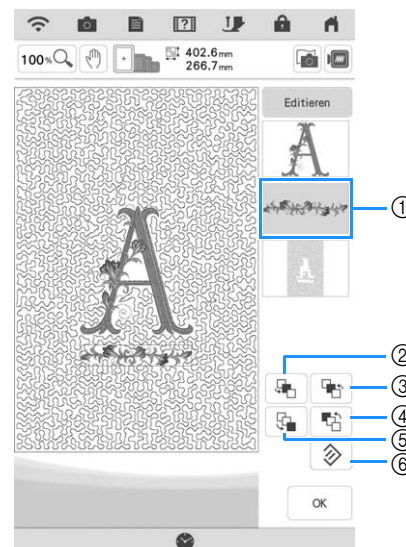 100%
402.6mm
266.7mm
Editieren
A
①
②
③
④
⑤
⑥
OK